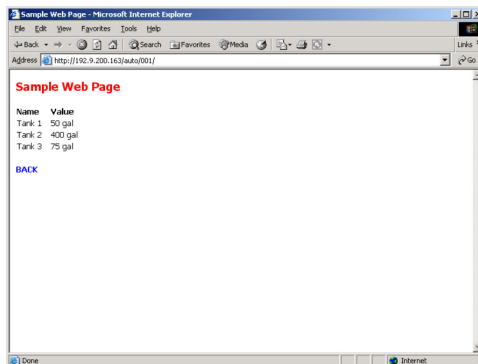 Sample Web Page - Microsoft Internet Explorer
File Edit View Favorites Tools Help
Back Search Favorites Media Links
Address http://192.9.200.163/auto/001/ Go
Sample Web Page
Name Value
Tank 1 50 gal
Tank 2 400 gal
Tank 3 75 gal
BACK
Done Internet